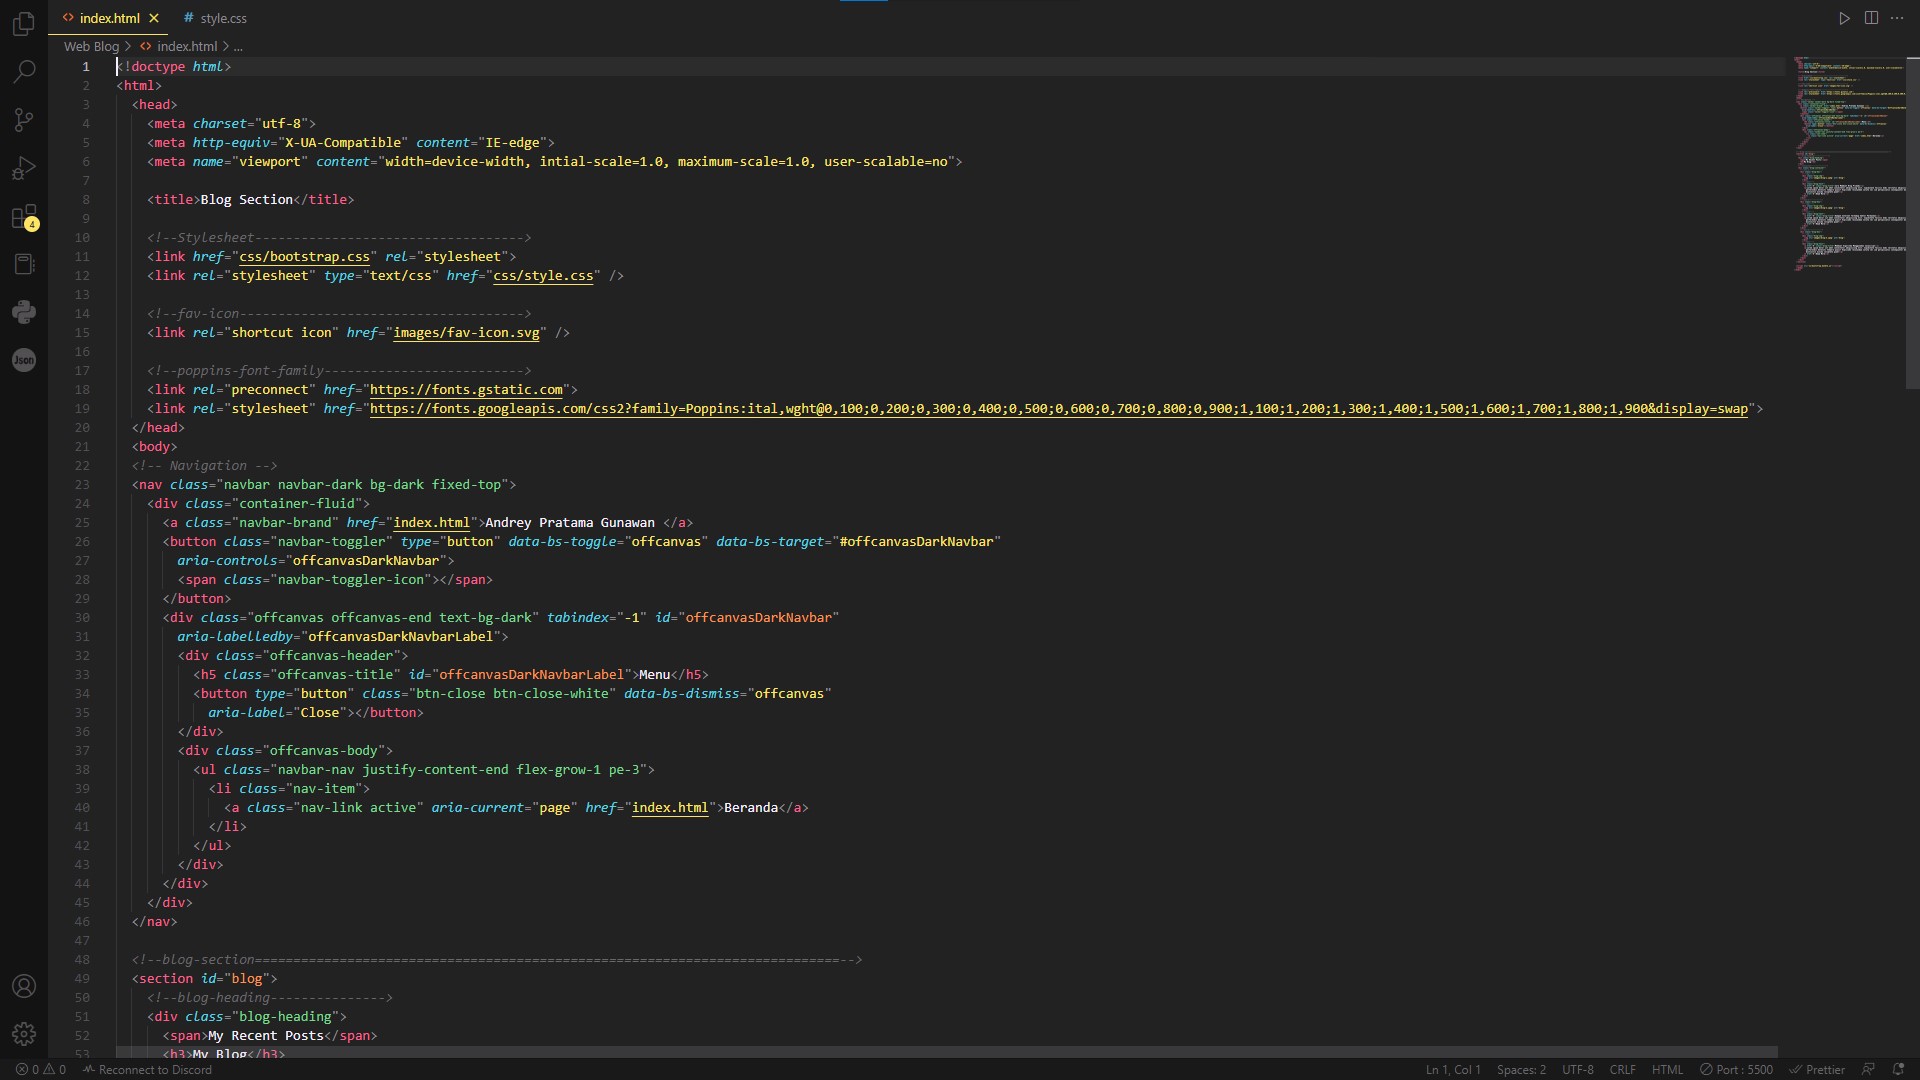 index.html
style.css
Web Blog > index.html > ...
1 <!doctype html>
2 <html>
3 <head>
4 <meta charset="utf-8">
5 <meta http-equiv="X-UA-Compatible" content="IE-edge">
6 <meta name="viewport" content="width=device-width, intial-scale=1.0, maximum-scale=1.0, user-scalable=no">
7
8 <title>Blog Section</title>
9
10 <!--Stylesheet----------------------------------->
11 <link href="css/bootstrap.css" rel="stylesheet">
12 <link rel="stylesheet" type="text/css" href="css/style.css" />
13
14 <!--fav-icon------------------------------------->
15 <link rel="shortcut icon" href="images/fav-icon.svg" />
16
17 <!--poppins-font-family-------------------------->
18 <link rel="preconnect" href="https://fonts.gstatic.com">
19 <link rel="stylesheet" href="https://fonts.googleapis.com/css2?family=Poppins:ital,wght@0,100;0,200;0,300;0,400;0,500;0,600;0,700;0,800;0,900;1,100;1,200;1,300;1,400;1,500;1,600;1,700;1,800;1,900&display=swap">
20 </head>
21 <body>
22 <!-- Navigation -->
23 <nav class="navbar navbar-dark bg-dark fixed-top">
24 <div class="container-fluid">
25 <a class="navbar-brand" href="index.html">Andrey Pratama Gunawan </a>
26 <button class="navbar-toggler" type="button" data-bs-toggle="offcanvas" data-bs-target="#offcanvasDarkNavbar"
27 aria-controls="offcanvasDarkNavbar">
28 <span class="navbar-toggler-icon"></span>
29 </button>
30 <div class="offcanvas offcanvas-end text-bg-dark" tabindex="-1" id="offcanvasDarkNavbar"
31 aria-labelledby="offcanvasDarkNavbarLabel">
32 <div class="offcanvas-header">
33 <h5 class="offcanvas-title" id="offcanvasDarkNavbarLabel">Menu</h5>
34 <button type="button" class="btn-close btn-close-white" data-bs-dismiss="offcanvas"
35 aria-label="Close"></button>
36 </div>
37 <div class="offcanvas-body">
38 <ul class="navbar-nav justify-content-end flex-grow-1 pe-3">
39 <li class="nav-item">
40 <a class="nav-link active" aria-current="page" href="index.html">Beranda</a>
41 </li>
42 </ul>
43 </div>
44 </div>
45 </div>
46 </nav>
47
48 <!--blog-section============================================================================-->
49 <section id="blog">
50 <!--blog-heading--------------->
51 <div class="blog-heading">
52 <span>My Recent Posts</span>
53 <h3>My Blog</h3>
4
Json
0 0 Reconnect to Discord
Ln 1, Col 1 Spaces: 2 UTF-8 CRLF HTML Port : 5500 Prettier